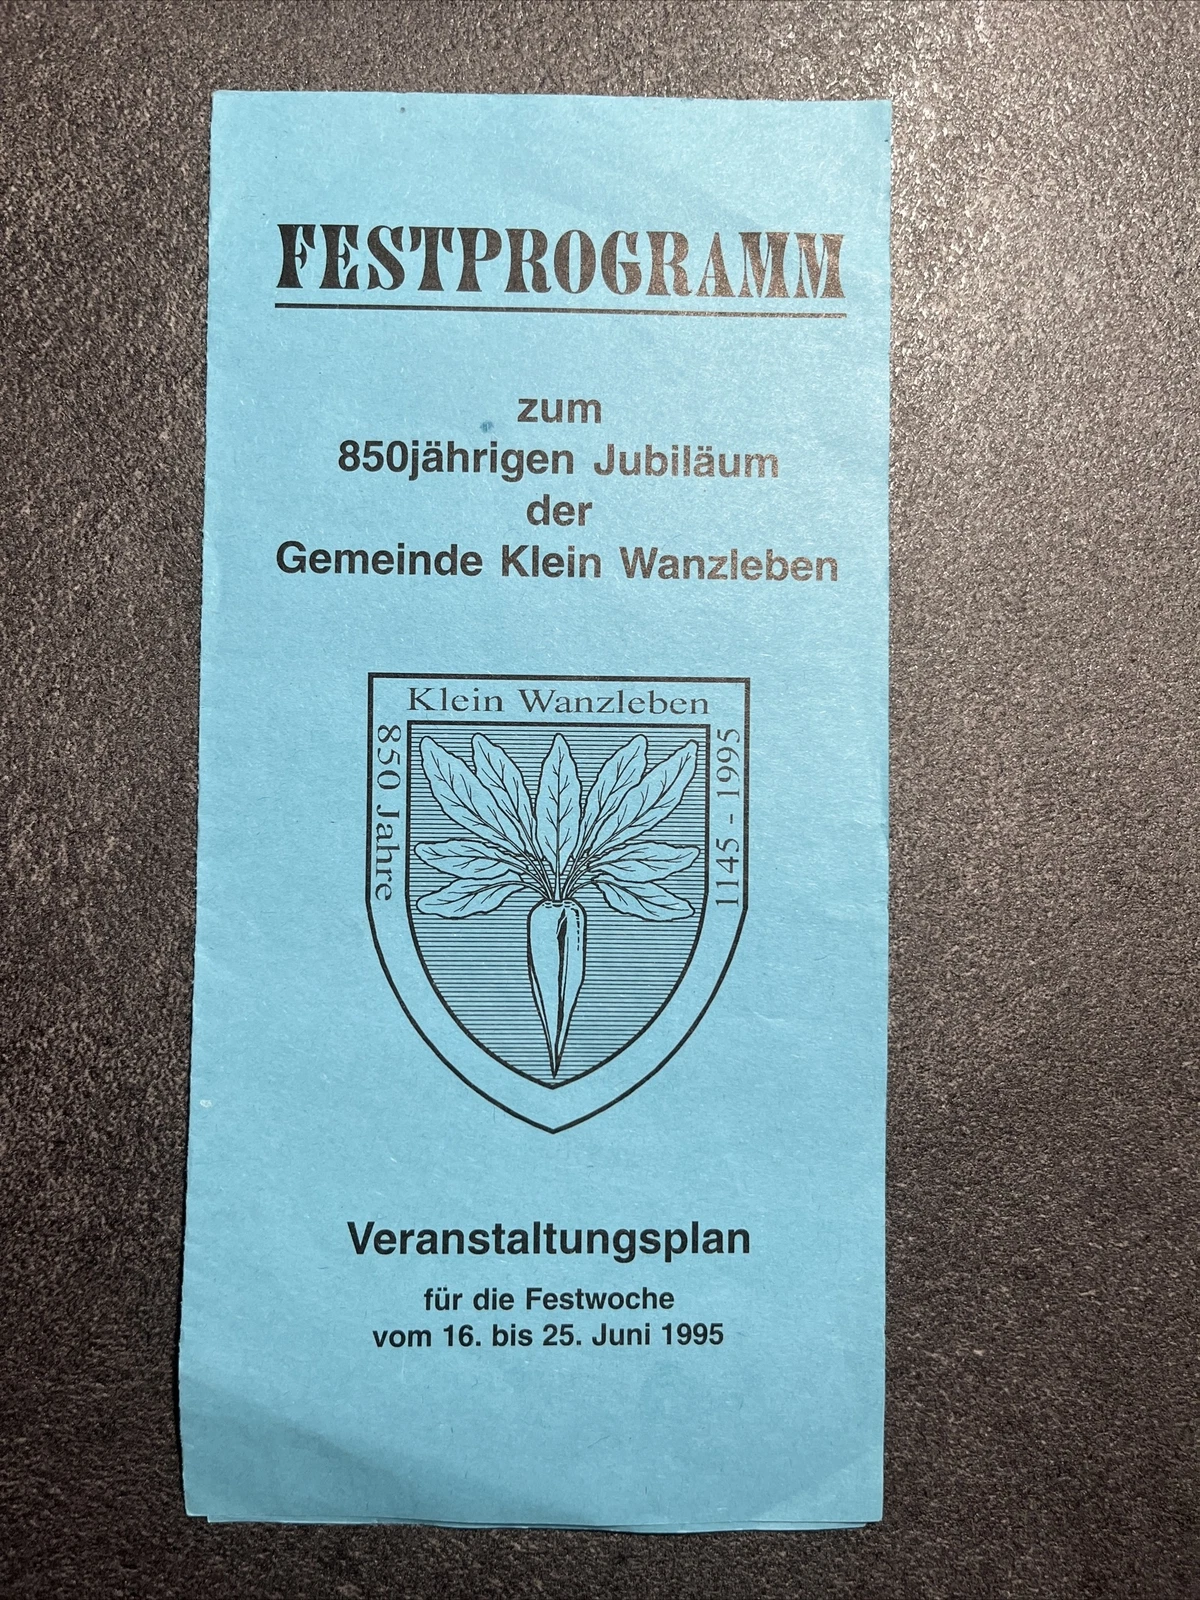 FESTPROGRAMM
zum
850jährigen Jubiläum
der
Gemeinde Klein Wanzleben
Klein Wanzleben
850 Jahre
1145 - 1995
Veranstaltungsplan
für die Festwoche
vom 16. bis 25. Juni 1995